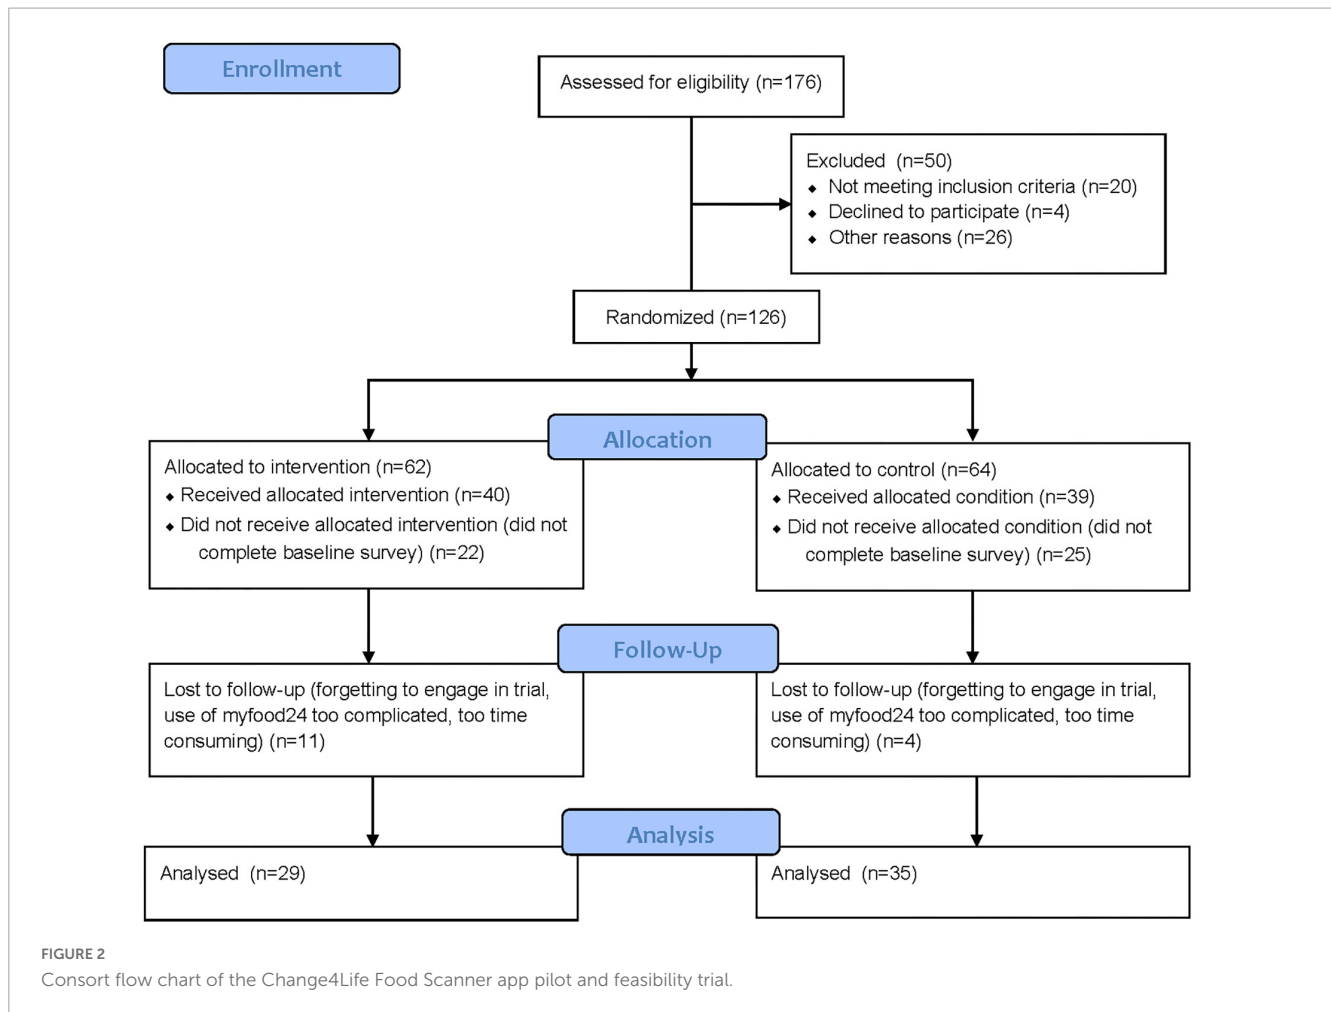 Enrollment
Assessed for eligibility (n=176)
Excluded (n=50)
◆ Not meeting inclusion criteria (n=20)
◆ Declined to participate (n=4)
◆ Other reasons (n=26)
Randomized (n=126)
Allocation
Allocated to intervention (n=62)
◆ Received allocated intervention (n=40)
◆ Did not receive allocated intervention (did not
complete baseline survey) (n=22)
Allocated to control (n=64)
◆ Received allocated condition (n=39)
◆ Did not receive allocated condition (did not
complete baseline survey) (n=25)
Follow-Up
Lost to follow-up (forgetting to engage in trial,
use of myfood24 too complicated, too time
consuming) (n=11)
Lost to follow-up (forgetting to engage in trial,
use of myfood24 too complicated, too time
consuming) (n=4)
Analysis
Analysed (n=29)
Analysed (n=35)
FIGURE 2
Consort flow chart of the Change4Life Food Scanner app pilot and feasibility trial.